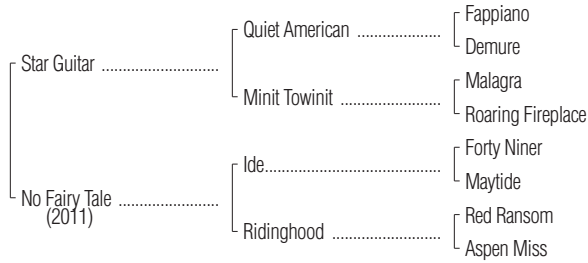 Fappiano
Quiet American ....................
Demure
Star Guitar ............................
Malagra
Minit Towinit .........................
Roaring Fireplace
Forty Niner
Ide..........................................
Maytide
No Fairy Tale ........................
(2011)
Red Ransom
Ridinghood ...........................
Aspen Miss